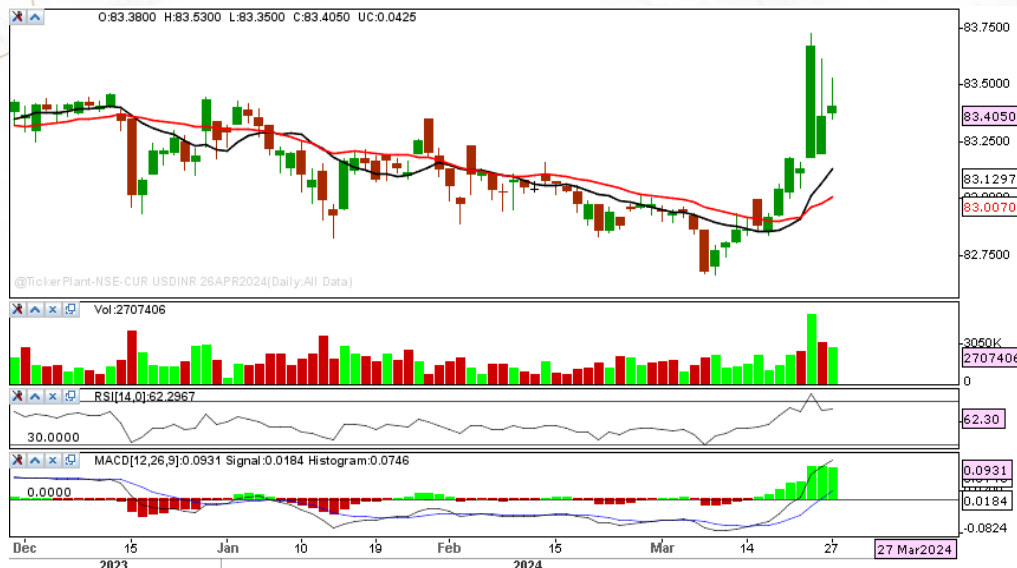 O:83.3800 H:83.5300 L:83.3500 C:83.4050 UC:0.0425
83.7500
83.5000
83.4050
83.2500
83.1297
83.0070
82.7500
@TickerPlant-NSE-CUR USDINR 26APR2024(Daily:All Data)
Vol:2707406
3050K
2707406
0
RSI[14,0]:62.2967
62.30
30.0000
MACD[12,26,9]:0.0931 Signal:0.0184 Histogram:0.0746
0.0931
0.0000
0.0184
-0.0824
Dec 15 Jan 10 19 Feb 15 Mar 14 27 27 Mar2024
2023 2024